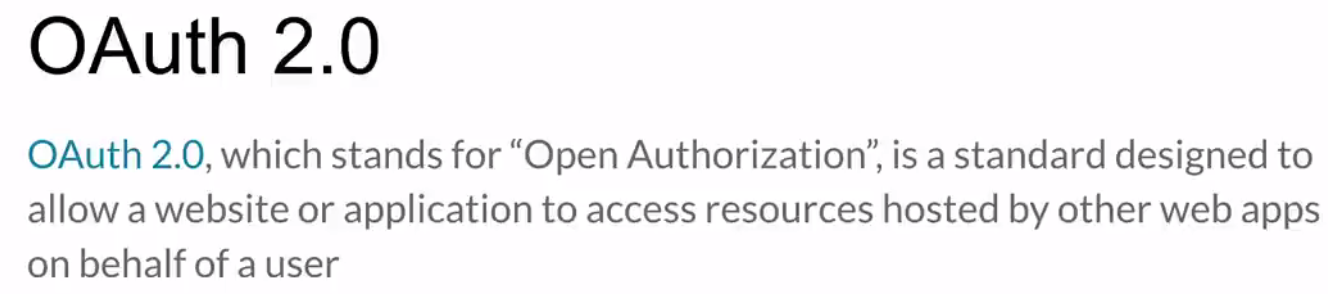 OAuth 2.0
OAuth 2.0, which stands for “Open Authorization”, is a standard designed to
allow a website or application to access resources hosted by other web apps
on behalf of a user